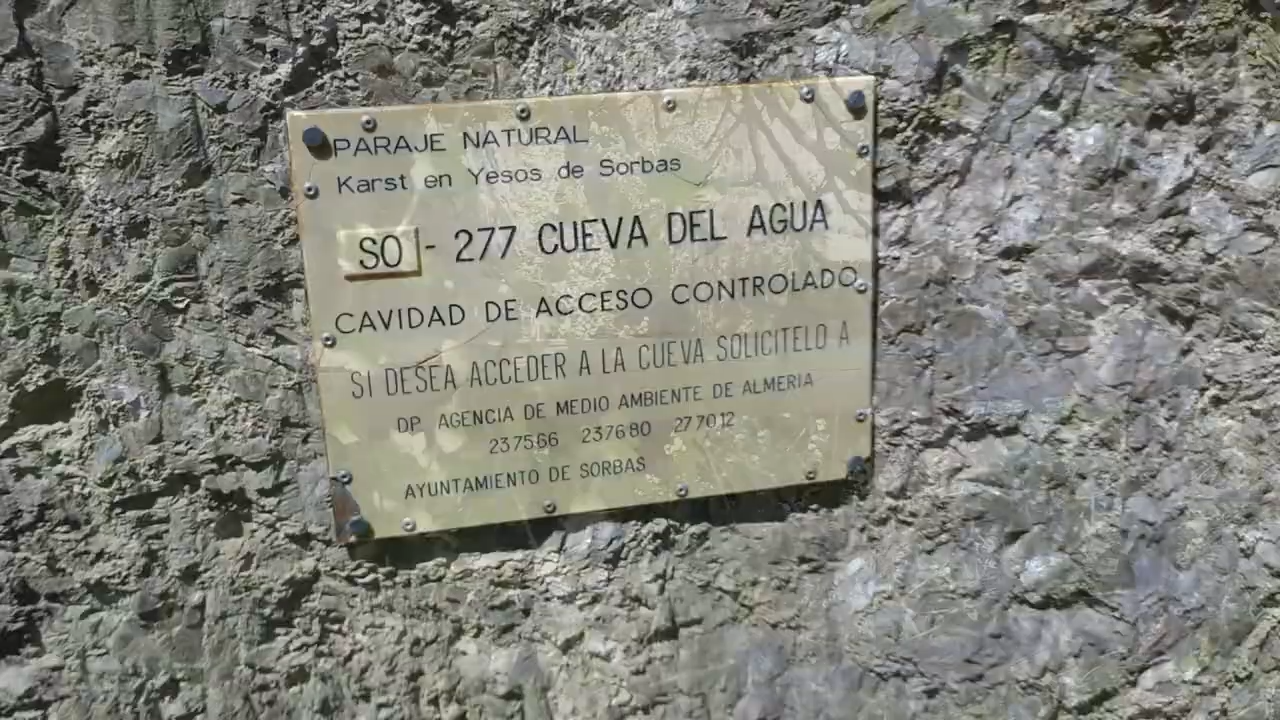 PARAJE NATURAL
Karst en Yesos de Sorbas
SO - 277 CUEVA DEL AGUA
CAVIDAD DE ACCESO CONTROLADO
SI DESEA ACCEDER A LA CUEVA SOLICITELO A
DP. AGENCIA DE MEDIO AMBIENTE DE ALMERIA
237566 237680 277012
AYUNTAMIENTO DE SORBAS